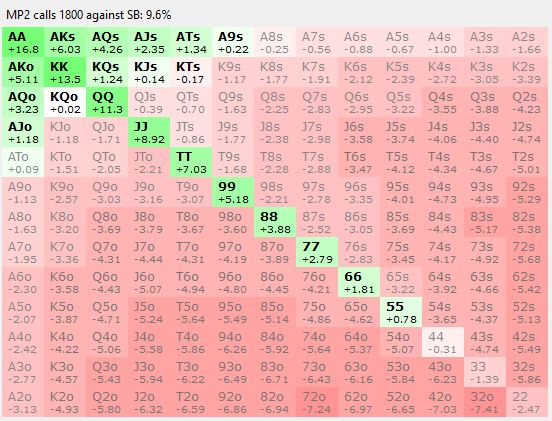 MP2 calls 1800 against SB: 9.6%
AA AKs AQs AJs ATs A9s A8s A7s A6s A5s A4s A3s A2s
+16.8 +6.03 +4.26 +2.35 +1.34 +0.22 -0.25 -0.56 -0.88 -0.67 -1.00 -1.33 -1.66
AKo KK KQs KJs KTs K9s K8s K7s K6s K5s K4s K3s K2s
+5.11 +13.5 +1.24 +0.14 -0.17 -1.17 -1.77 -1.91 -2.12 -2.39 -2.72 -3.05 -3.39
AQo KQo QQ QJs QTs Q9s Q8s Q7s Q6s Q5s Q4s Q3s Q2s
+3.23 +0.02 +11.3 -0.39 -0.70 -1.63 -2.25 -2.83 -2.95 -3.22 -3.55 -3.88 -4.23
AJo KJo QJo JJ JTs J9s J8s J7s J6s J5s J4s J3s J2s
+1.18 -1.18 -1.71 +8.92 -0.86 -1.77 -2.38 -2.98 -3.58 -3.74 -4.06 -4.40 -4.74
ATo KTo QTo JTo TT T9s T8s T7s T6s T5s T4s T3s T2s
+0.09 -1.51 -2.05 -2.21 +7.03 -1.68 -2.28 -2.88 -3.47 -4.12 -4.34 -4.67 -5.01
A9o K9o Q9o J9o T9o 99 98s 97s 96s 95s 94s 93s 92s
-1.13 -2.57 -3.03 -3.16 -3.07 +5.18 -2.21 -2.78 -3.35 -4.01 -4.73 -4.95 -5.29
A8o K8o Q8o J8o T8o 98o 88 87s 86s 85s 84s 83s 82s
-1.63 -3.20 -3.69 -3.79 -3.67 -3.60 +3.88 -2.52 -3.05 -3.69 -4.43 -5.17 -5.38
A7o K7o Q7o J7o T7o 97o 87o 77 76s 75s 74s 73s 72s
-1.95 -3.36 -4.31 -4.44 -4.31 -4.19 -3.89 +2.79 -2.83 -3.45 -4.17 -4.92 -5.68
A6o K6o Q6o J6o T6o 96o 86o 76o 66 65s 64s 63s 62s
-2.30 -3.58 -4.43 -5.07 -4.94 -4.80 -4.45 -4.21 +1.81 -3.22 -3.92 -4.66 -5.42
A5o K5o Q5o J5o T5o 95o 85o 75o 65o 55 54s 53s 52s
-2.07 -3.87 -4.71 -5.24 -5.64 -5.49 -5.14 -4.86 -4.62 +0.78 -3.65 -4.37 -5.13
A4o K4o Q4o J4o T4o 94o 84o 74o 64o 54o 44 43s 42s
-2.42 -4.22 -5.06 -5.58 -5.86 -6.26 -5.92 -5.64 -5.37 -5.07 -0.31 -4.74 -5.49
A3o K3o Q3o J3o T3o 93o 83o 73o 63o 53o 43o 33 32s
-2.77 -4.57 -5.43 -5.94 -6.22 -6.49 -6.71 -6.43 -6.16 -5.84 -6.23 -1.39 -5.86
A2o K2o Q2o J2o T2o 92o 82o 72o 62o 52o 42o 32o 22
-3.13 -4.93 -5.80 -6.32 -6.59 -6.86 -6.94 -7.24 -6.97 -6.65 -7.03 -7.41 -2.47